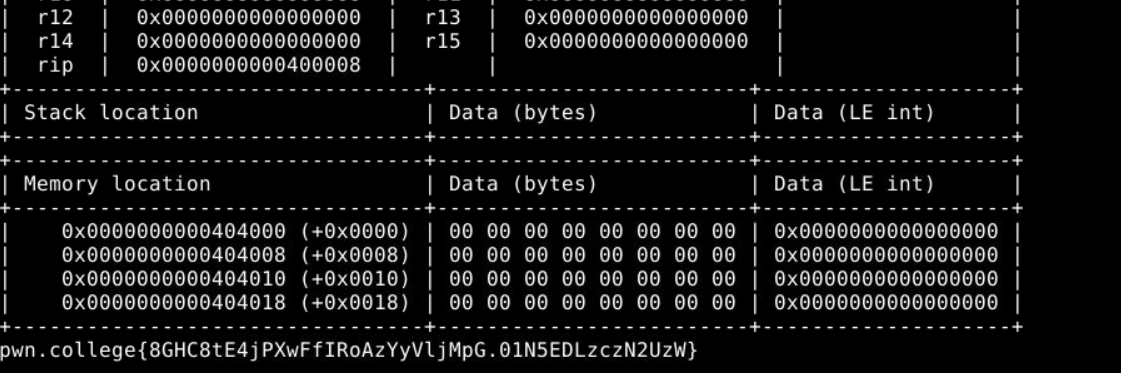 | r12 | 0x0000000000000000 | r13 | 0x0000000000000000 | |
| r14 | 0x0000000000000000 | r15 | 0x0000000000000000 | |
| rip | 0x0000000000400008 | | | |
+---------------------------------+-------------------------+--------------------+
| Stack location | Data (bytes) | Data (LE int) |
+---------------------------------+-------------------------+--------------------+
+---------------------------------+-------------------------+--------------------+
| Memory location | Data (bytes) | Data (LE int) |
+---------------------------------+-------------------------+--------------------+
| 0x0000000000404000 (+0x0000) | 00 00 00 00 00 00 00 00 | 0x0000000000000000 |
| 0x0000000000404008 (+0x0008) | 00 00 00 00 00 00 00 00 | 0x0000000000000000 |
| 0x0000000000404010 (+0x0010) | 00 00 00 00 00 00 00 00 | 0x0000000000000000 |
| 0x0000000000404018 (+0x0018) | 00 00 00 00 00 00 00 00 | 0x0000000000000000 |
+---------------------------------+-------------------------+--------------------+
pwn.college{8GHC8tE4jPXwFfIRoAzYyVljMpG.01N5EDLzczN2UzW}